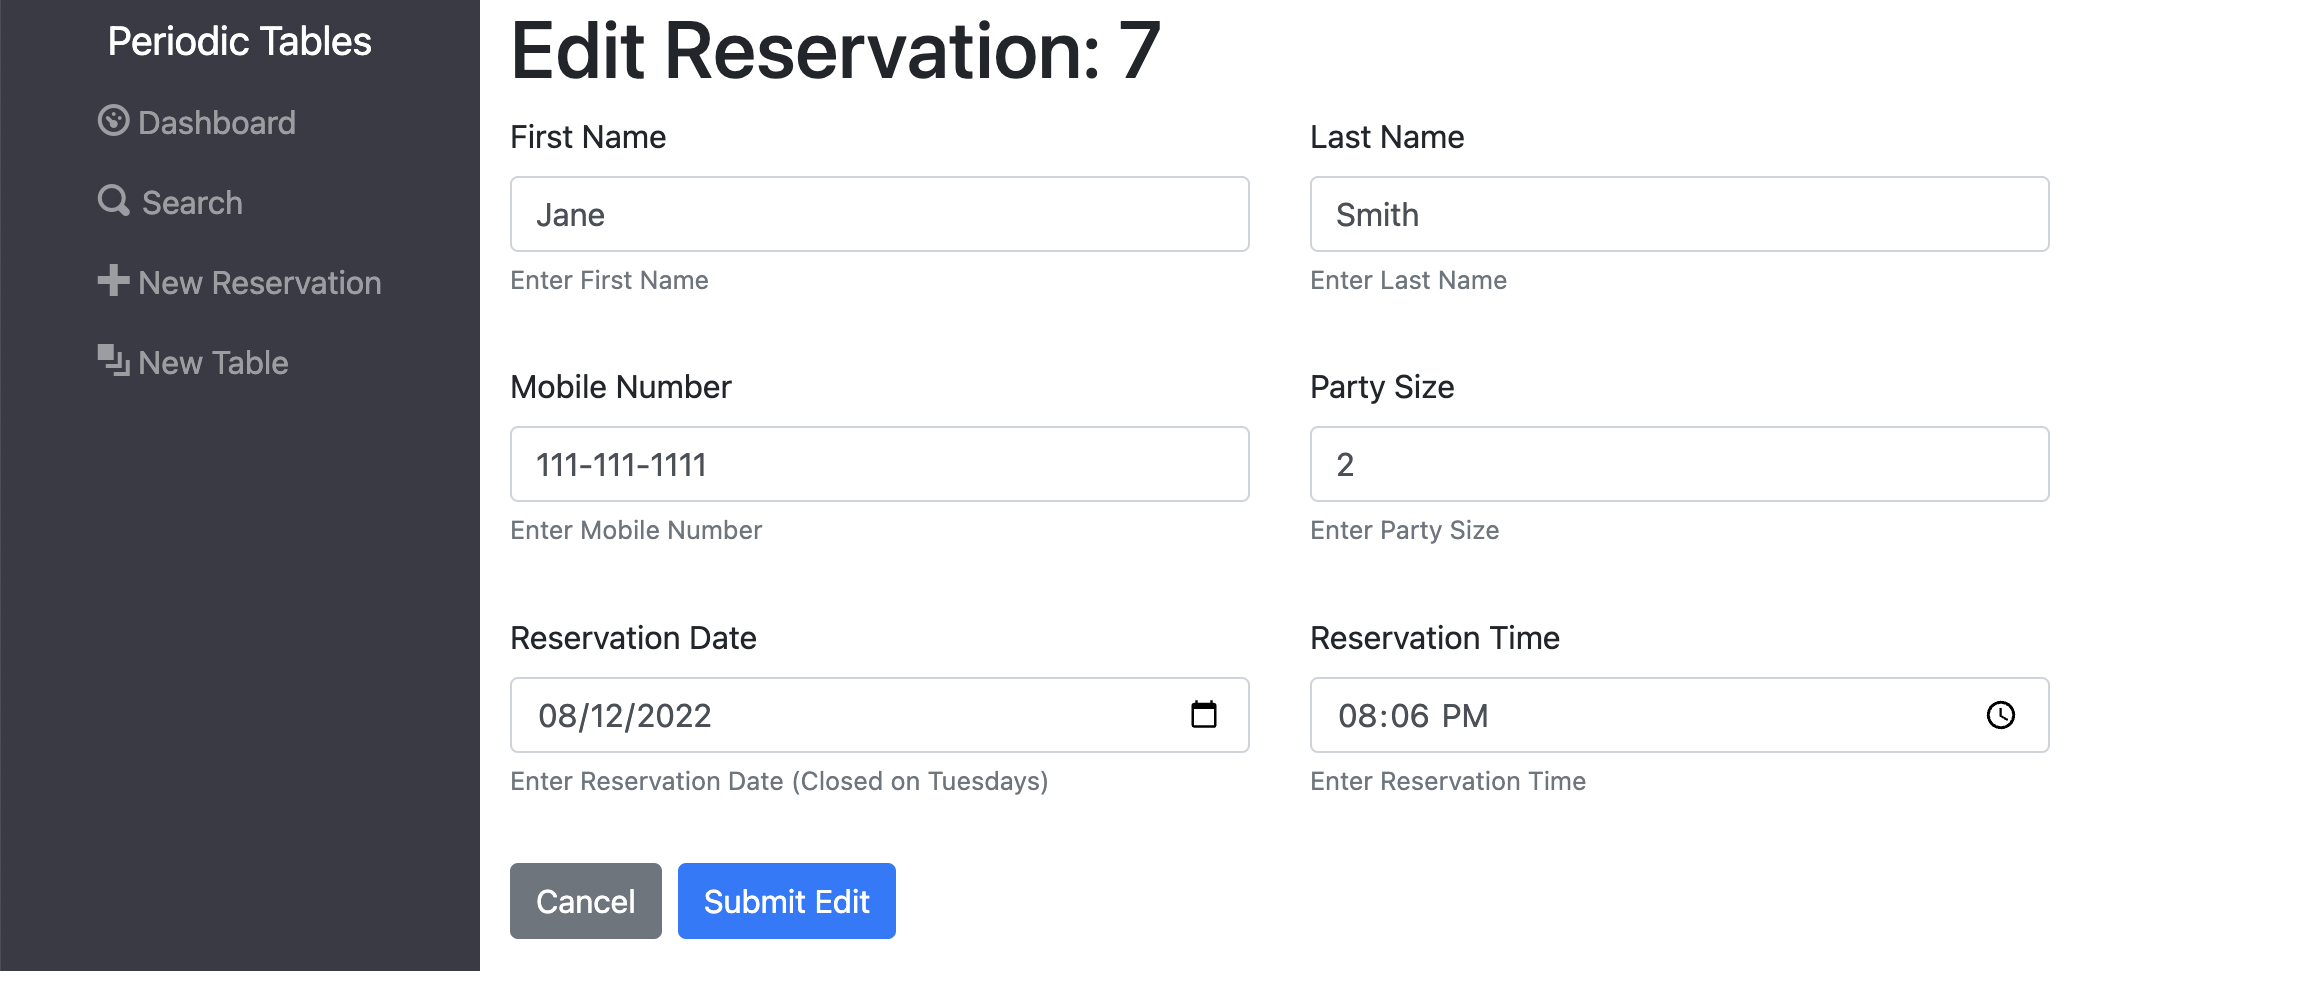 Periodic Tables
Dashboard
Search
New Reservation
New Table
Edit Reservation: 7
First Name
Jane
Enter First Name
Last Name
Smith
Enter Last Name
Mobile Number
111-111-1111
Enter Mobile Number
Party Size
2
Enter Party Size
Reservation Date
08/12/2022
Enter Reservation Date (Closed on Tuesdays)
Reservation Time
08:06 PM
Enter Reservation Time
Cancel
Submit Edit